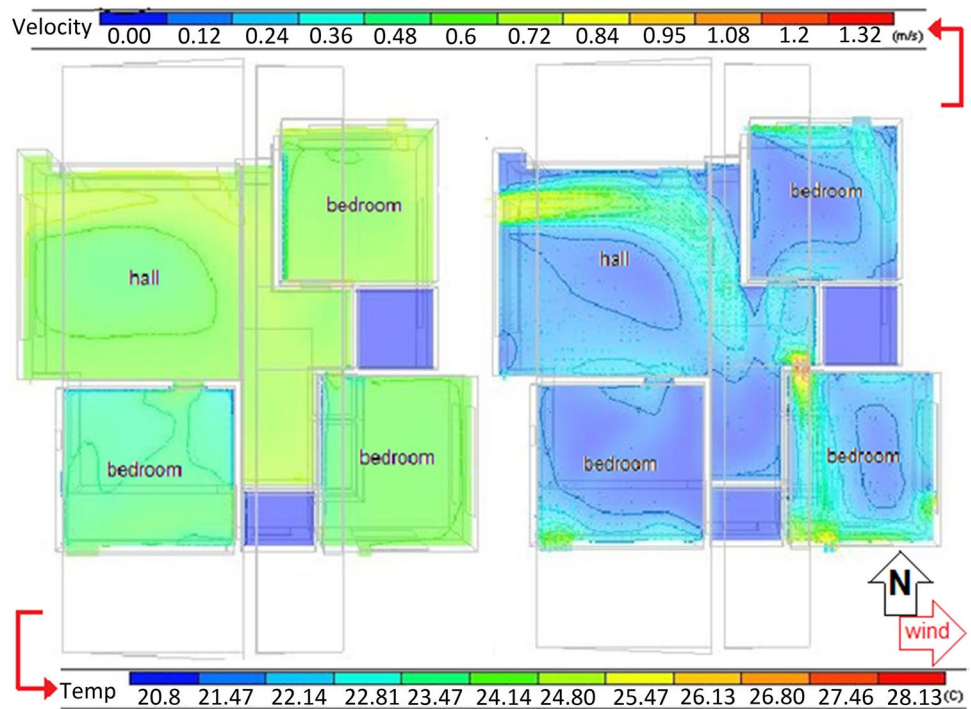 Velocity 0.00 0.12 0.24 0.36 0.48 0.6 0.72 0.84 0.95 1.08 1.2 1.32 (m/s)
bedroom
bedroom
hall
hall
bedroom
bedroom
bedroom
bedroom
N
wind
Temp 20.8 21.47 22.14 22.81 23.47 24.14 24.80 25.47 26.13 26.80 27.46 28.13 (C)